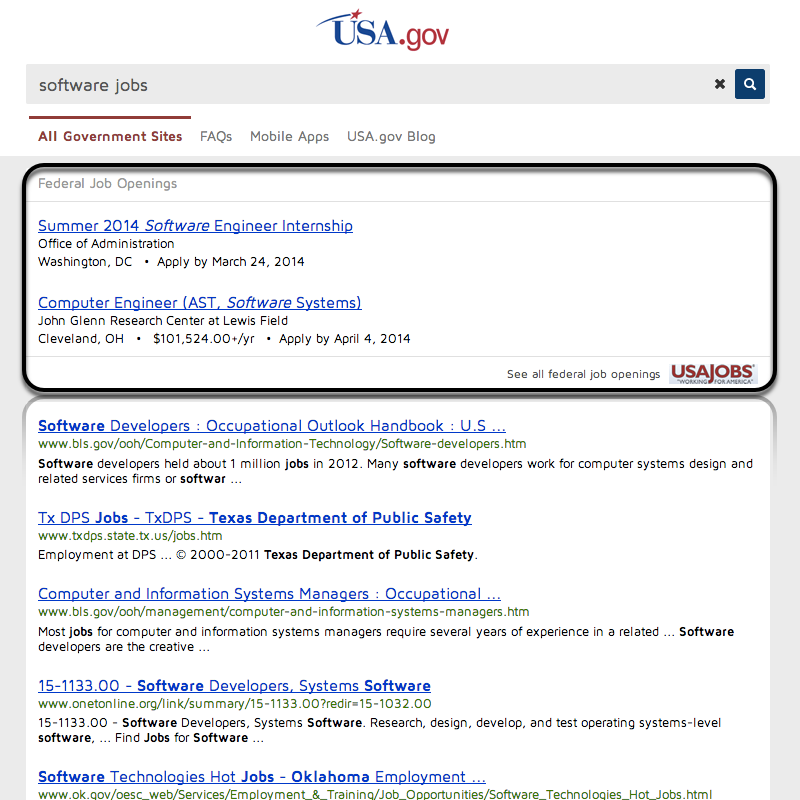 USA.gov
software jobs
All Government Sites FAQs Mobile Apps USA.gov Blog
Federal Job Openings
Summer 2014 Software Engineer Internship
Office of Administration
Washington, DC • Apply by March 24, 2014
Computer Engineer (AST, Software Systems)
John Glenn Research Center at Lewis Field
Cleveland, OH • $101,524.00+/yr • Apply by April 4, 2014
See all federal job openings USAJOBS
"WORKING FOR AMERICA"
Software Developers : Occupational Outlook Handbook : U.S ...
www.bls.gov/ooh/Computer-and-Information-Technology/Software-developers.htm
Software developers held about 1 million jobs in 2012. Many software developers work for computer systems design and
related services firms or softwar ...
Tx DPS Jobs - TxDPS - Texas Department of Public Safety
www.txdps.state.tx.us/jobs.htm
Employment at DPS ... © 2000-2011 Texas Department of Public Safety.
Computer and Information Systems Managers : Occupational ...
www.bls.gov/ooh/management/computer-and-information-systems-managers.htm
Most jobs for computer and information systems managers require several years of experience in a related ... Software
developers are the creative ...
15-1133.00 - Software Developers, Systems Software
www.onetonline.org/link/summary/15-1133.00?redir=15-1032.00
15-1133.00 - Software Developers, Systems Software. Research, design, develop, and test operating systems-level
software, ... Find Jobs for Software ...
Software Technologies Hot Jobs - Oklahoma Employment ...
www.ok.gov/oesc_web/Services/Employment_&_Training/Job_Opportunities/Software_Technologies_Hot_Jobs.html